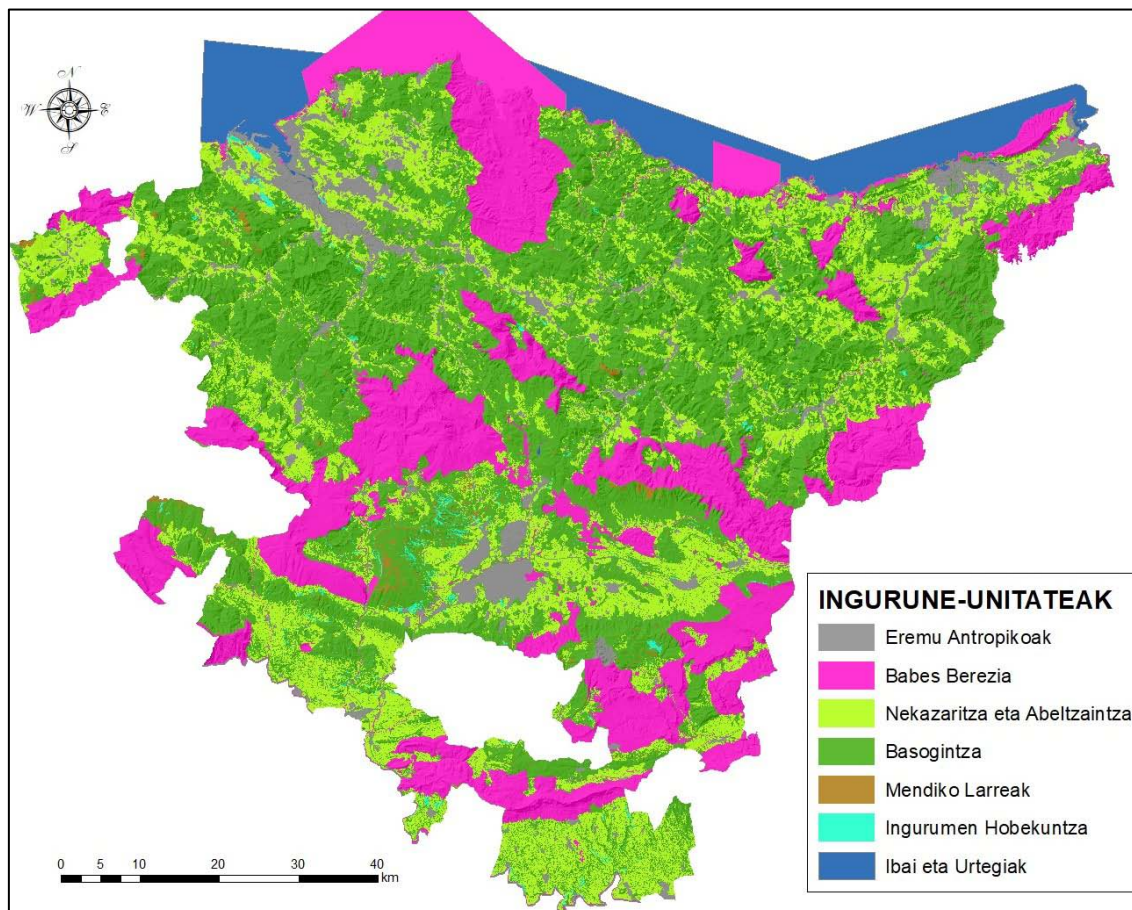 N
W E
S
INGURUNE-UNITATEAK
Eremu Antropikoak
Babes Berezia
Nekazaritza eta Abeltzaintza
Basogintza
Mendiko Larreak
Ingurumen Hobekuntza
Ibai eta Urtegiak
0 5 10 20 30 40
km